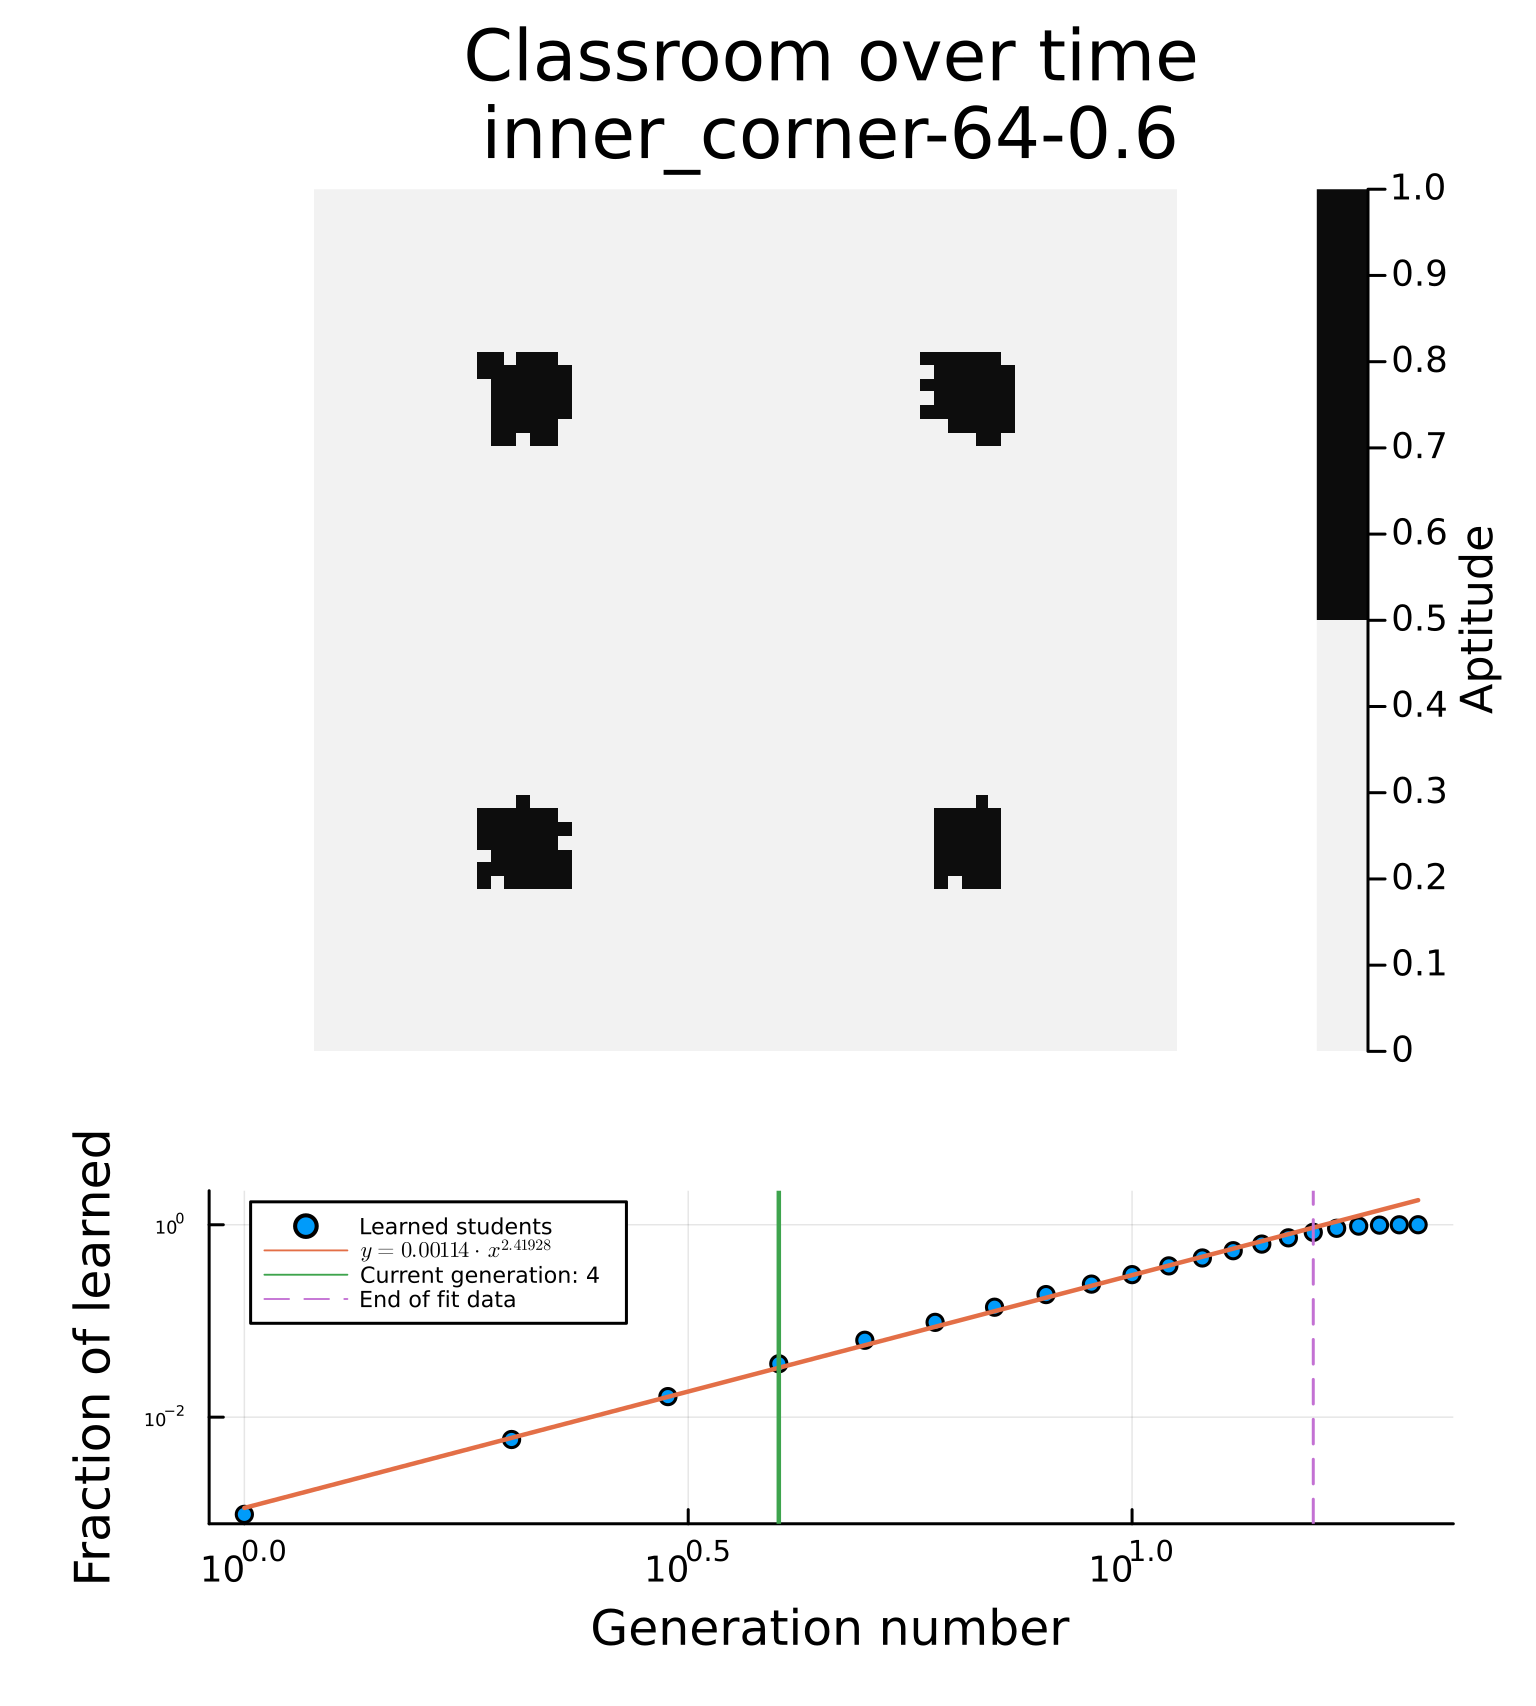 Classroom over time
inner_corner-64-0.6
1.0
0.9
0.8
0.7
0.6
0.5
0.4
0.3
0.2
0.1
0
Aptitude
Fraction of learned
10^0
10^−2
Learned students
y = 0.00114 · x^2.41928
Current generation: 4
End of fit data
10^0.0
10^0.5
10^1.0
Generation number